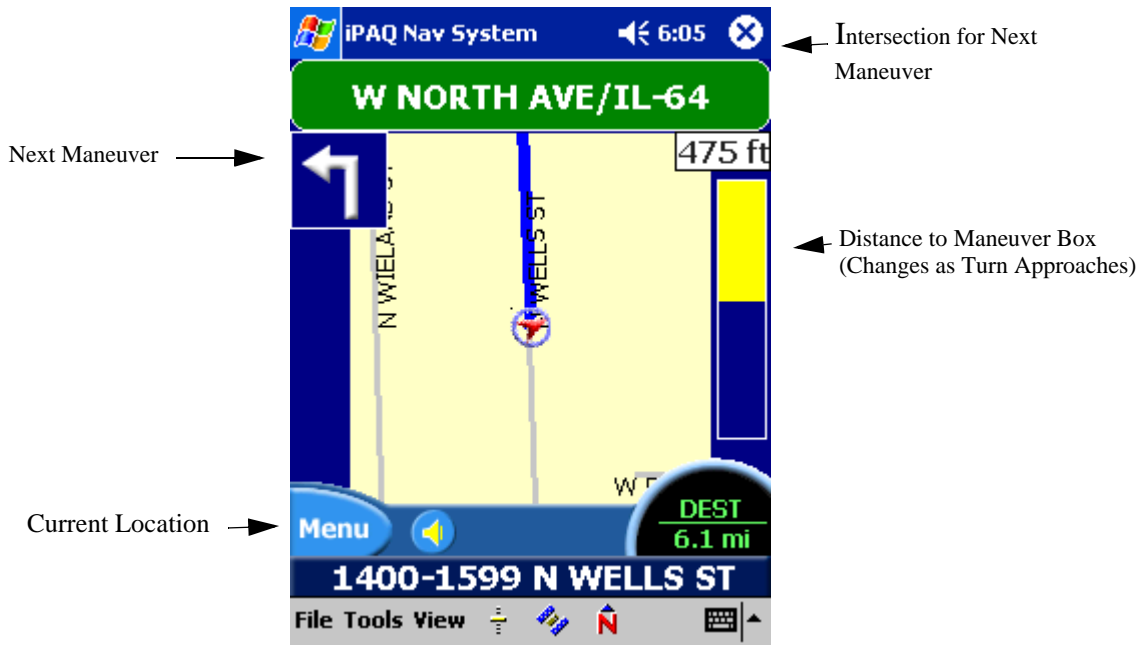 iPAQ Nav System 6:05
Intersection for Next
Maneuver
W NORTH AVE/IL-64
Next Maneuver
475 ft
N WELLS ST
Distance to Maneuver Box
(Changes as Turn Approaches)
W
Current Location
Menu
DEST
6.1 mi
1400-1599 N WELLS ST
File Tools View N